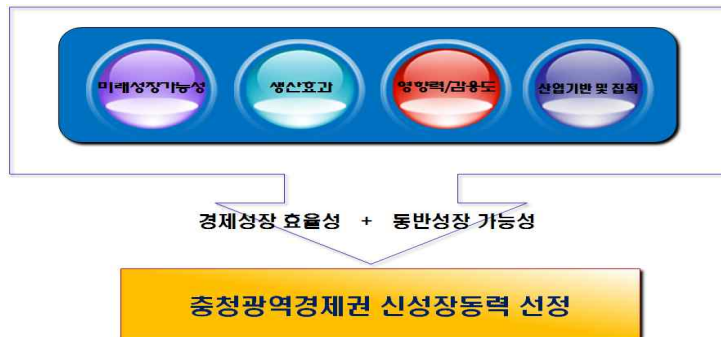 미래성장가능성 생산효과 영향력/감응도 산업기반 및 집적
경제성장 효율성 + 동반성장 가능성
충청광역경제권 신성장동력 선정